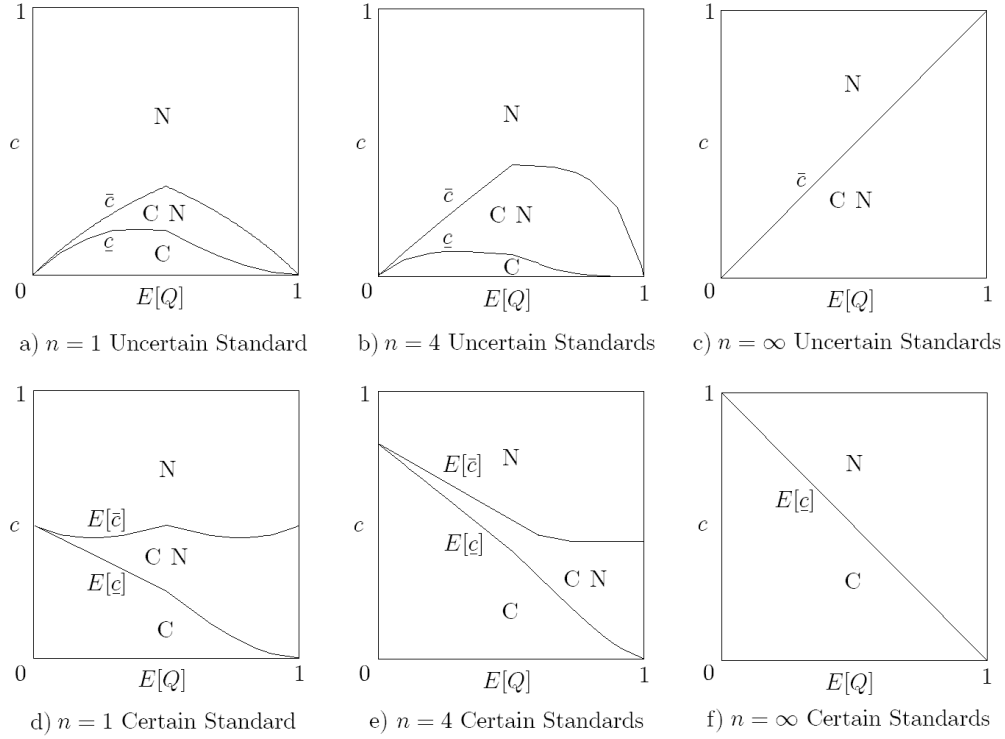 1
N
c
c̄
C N
c̲
C
0
E[Q]
1
a) n = 1 Uncertain Standard
1
N
c
c̄
C N
c̲
C
0
E[Q]
1
b) n = 4 Uncertain Standards
1
N
c
c̄
C N
0
E[Q]
1
c) n = ∞ Uncertain Standards
1
N
c
E[c̄]
C N
E[c̲]
C
0
E[Q]
1
d) n = 1 Certain Standard
1
E[c̄]
N
c
E[c̲]
C N
C
0
E[Q]
1
e) n = 4 Certain Standards
1
N
c
E[c̲]
C
0
E[Q]
1
f) n = ∞ Certain Standards